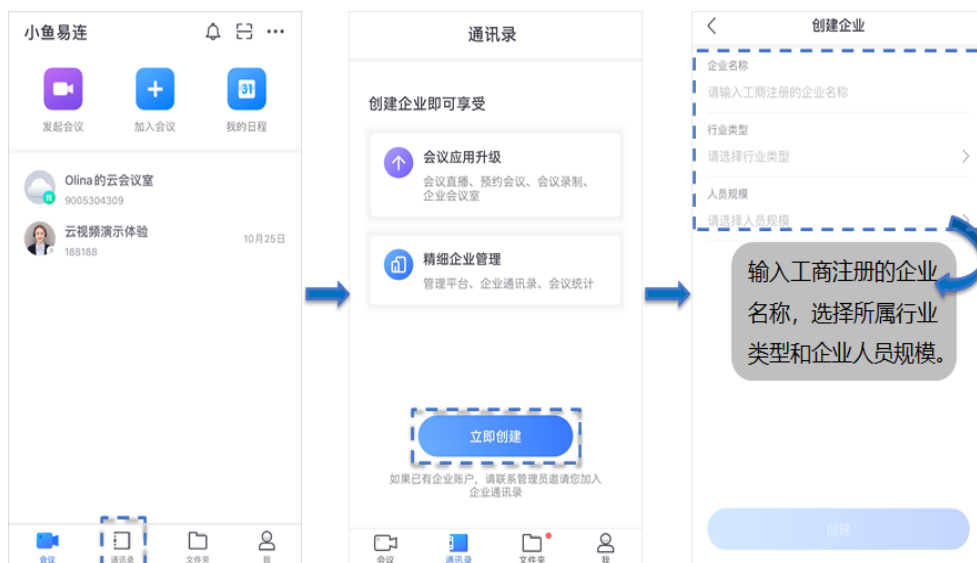 小鱼易连
发起会议
加入会议
31
我的日程
Olina的云会议室
9005304309
云视频演示体验
188188
10月25日
会议
通讯录
文件夹
我
通讯录
创建企业即可享受
会议应用升级
会议直播、预约会议、会议录制、
企业会议室
精细企业管理
管理平台、企业通讯录、会议统计
立即创建
如果已有企业账户，请联系管理员邀请您加入
企业通讯录
会议
通讯录
文件夹
我
创建企业
企业名称
请输入工商注册的企业名称
行业类型
请选择行业类型
人员规模
请选择人员规模
输入工商注册的企业
名称，选择所属行业
类型和企业人员规模。
创建